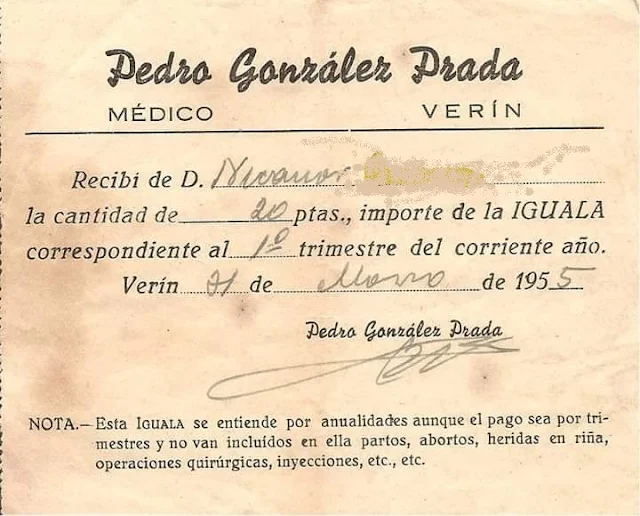 Pedro González Prada
MÉDICO VERÍN
Recibí de D. Nicanor
la cantidad de 20 ptas., importe de la IGUALA
correspondiente al 1º trimestre del corriente año.
Verín 31 de Marzo de 1955
Pedro González Prada
NOTA.—Esta IGUALA se entiende por anualidades aunque el pago sea por tri-
mestres y no van incluídos en ella partos, abortos, heridas en riña,
operaciones quirúrgicas, inyecciones, etc., etc.